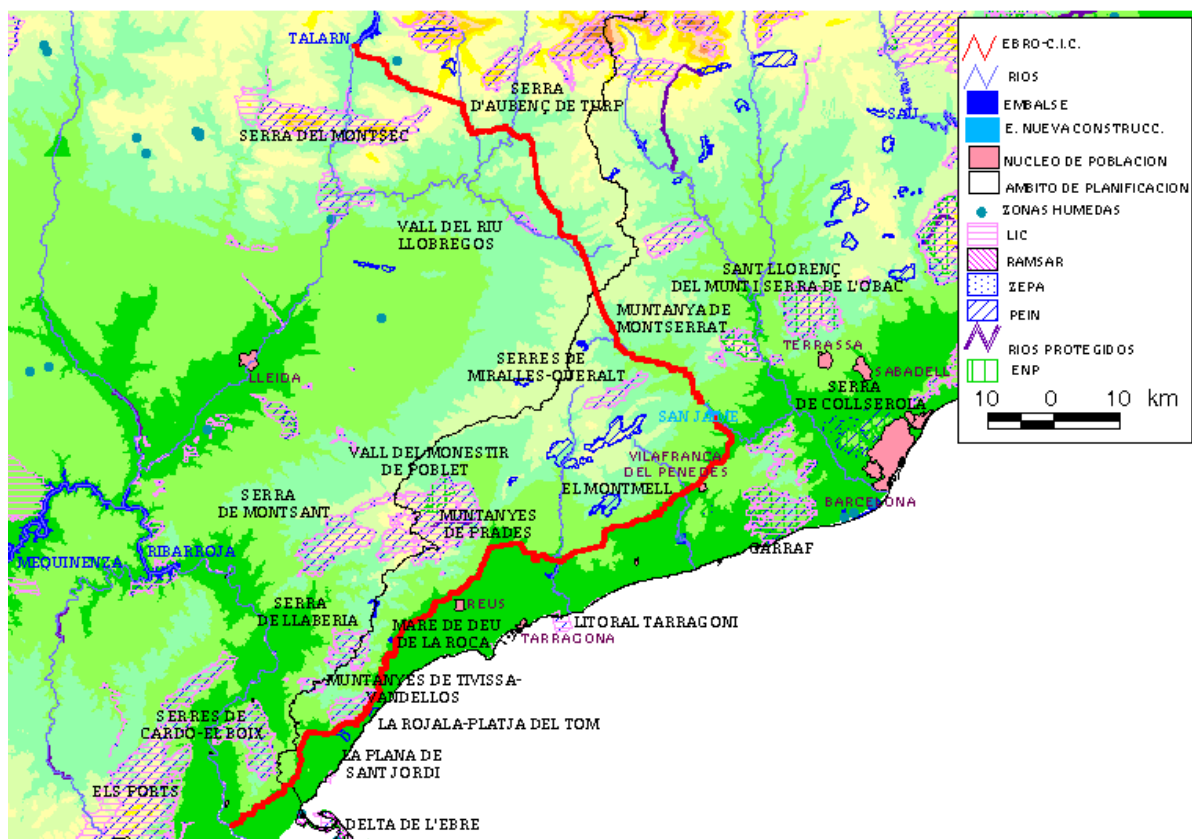 TALARN
SERRA
D'AUBENÇ DE TURP
SERRA DEL MONTSEC
SAU
VALL DEL RIU
LLOBREGOS
SANT LLORENÇ
DEL MUNT I SERRA DE L'OBAC
MUNTANYA DE
MONTSERRAT
TERRASSA
SABADELL
SERRES DE
MIRALLES-QUERALT
LLEIDA
SERRA
DE COLLSEROLA
SAN JAIME
VALL DEL MONESTIR
DE POBLET
VILAFRANCA
DEL PENEDES
EL MONTMELL
SERRA
DE MONTSANT
BARCELONA
MUNTANYES
DE PRADES
GARRAF
RIBARROJA
MEQUINENZA
SERRA
DE LLABERIA
REUS
MARE DE DEU
DE LA ROCA
LITORAL TARRAGONI
TARRAGONA
MUNTANYES DE TIVISSA-
VANDELLOS
SERRES DE
CARDO-EL BOIX
LA ROJALA-PLATJA DEL TOM
LA PLANA DE
SANT JORDI
ELS PORTS
DELTA DE L'EBRE
EBRO-C.I.C.
RIOS
EMBALSE
E. NUEVA CONSTRUCC.
NUCLEO DE POBLACION
AMBITO DE PLANIFICACION
ZONAS HUMEDAS
LIC
RAMSAR
ZEPA
PEIN
RIOS PROTEGIDOS
ENP
10 0 10 km